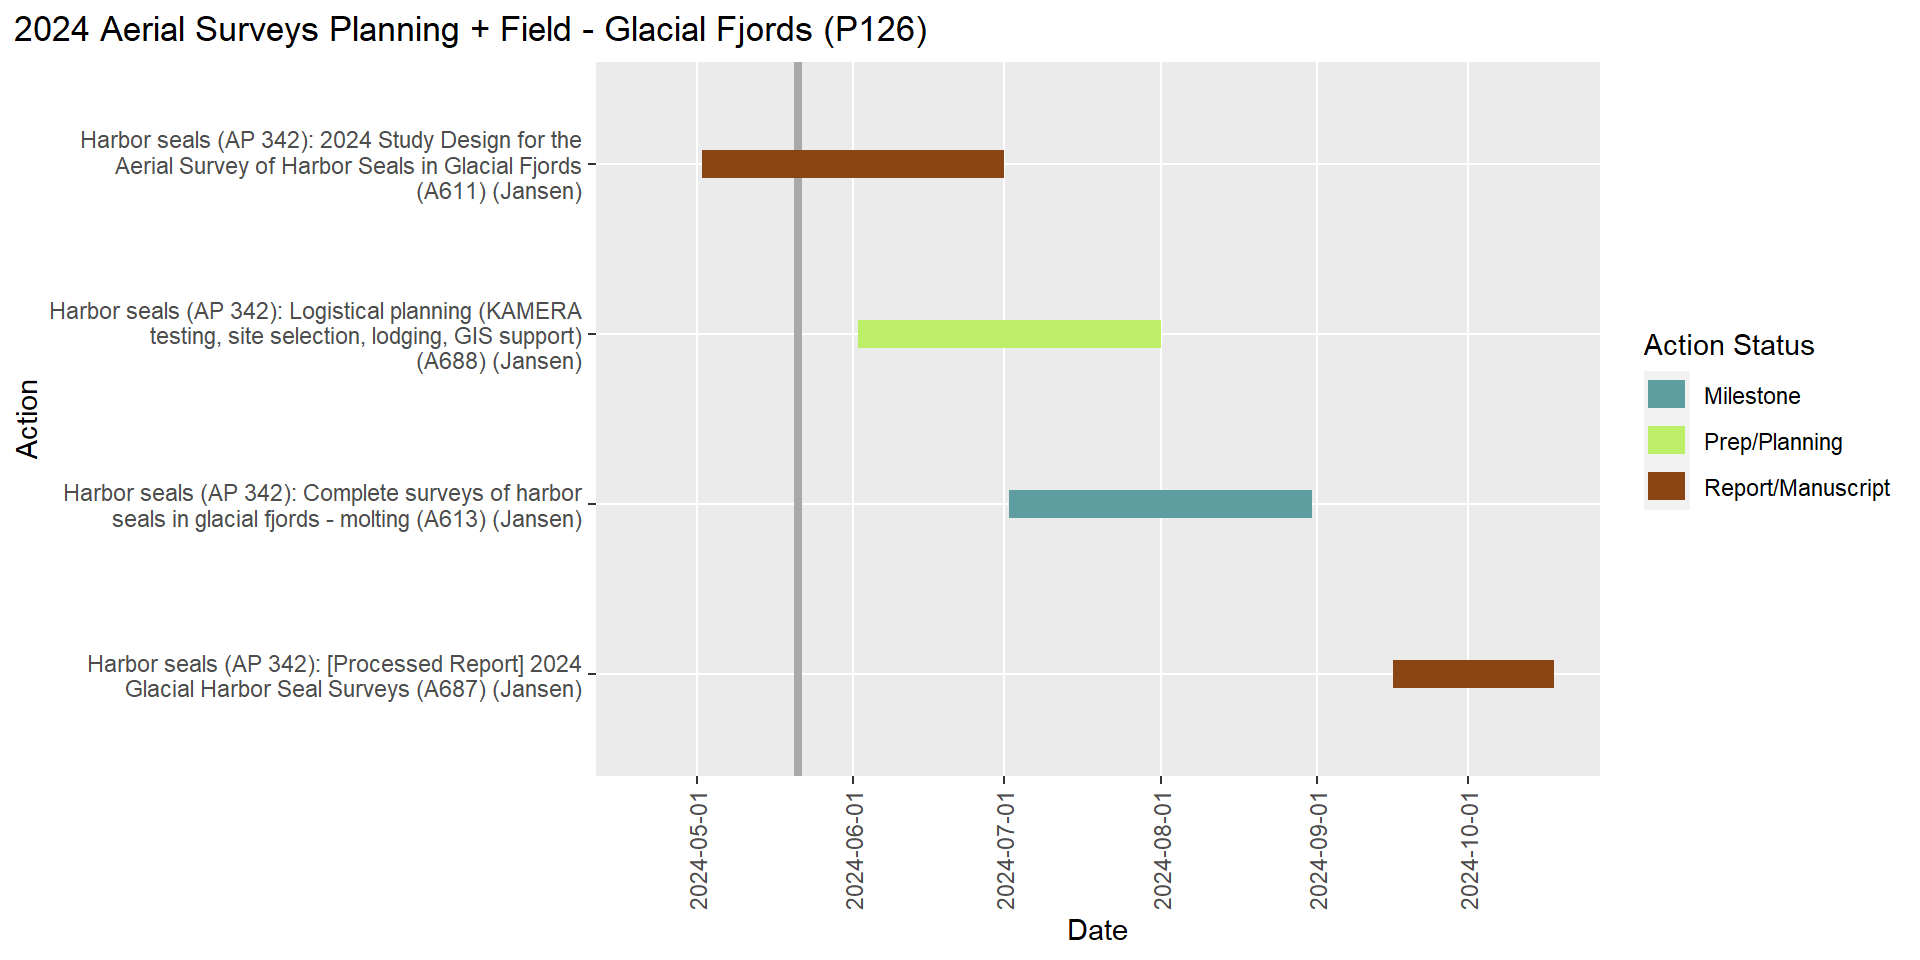 2024 Aerial Surveys Planning + Field - Glacial Fjords (P126)
Harbor seals (AP 342): 2024 Study Design for the
Aerial Survey of Harbor Seals in Glacial Fjords
(A611) (Jansen)
Harbor seals (AP 342): Logistical planning (KAMERA
testing, site selection, lodging, GIS support)
(A688) (Jansen)
Harbor seals (AP 342): Complete surveys of harbor
seals in glacial fjords - molting (A613) (Jansen)
Harbor seals (AP 342): [Processed Report] 2024
Glacial Harbor Seal Surveys (A687) (Jansen)
Action
2024-05-01
2024-06-01
2024-07-01
2024-08-01
2024-09-01
2024-10-01
Date
Action Status
Milestone
Prep/Planning
Report/Manuscript